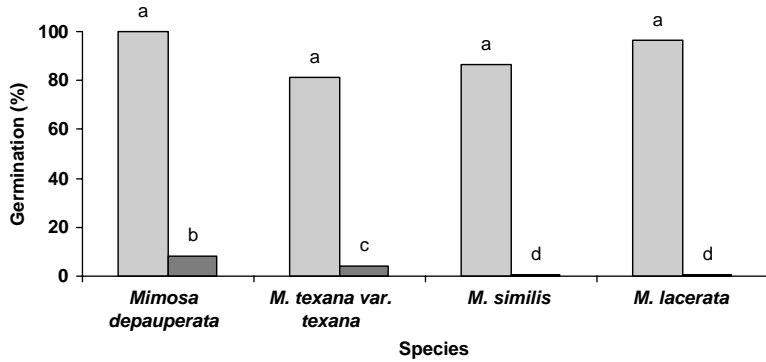 a
a
a
a
100
80
60
40
20
0
Germination (%)
b
c
d
d
Mimosa depauperata
M. texana var. texana
M. similis
M. lacerata
Species